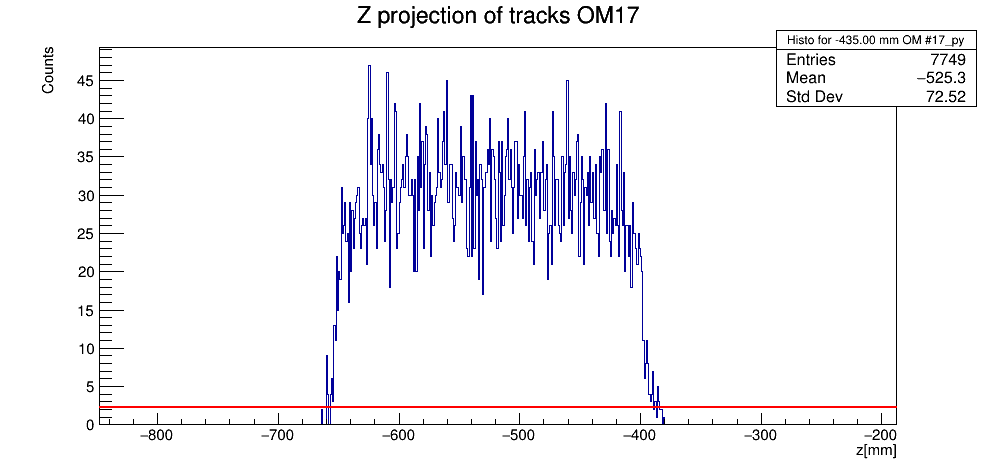 Z projection of tracks OM17
Histo for -435.00 mm OM #17_py
Entries 7749
Mean −525.3
Std Dev 72.52
Counts
45
40
35
30
25
20
15
10
5
0
−800 −700 −600 −500 −400 −300 −200
z[mm]